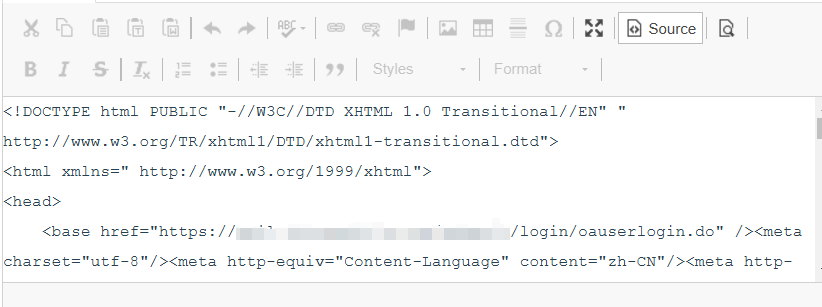 ABC
Source
B I S Ix Styles Format
<!DOCTYPE html PUBLIC "-//W3C//DTD XHTML 1.0 Transitional//EN" "
http://www.w3.org/TR/xhtml1/DTD/xhtml1-transitional.dtd">
<html xmlns=" http://www.w3.org/1999/xhtml">
<head>
<base href="https:// /login/oauserlogin.do" /><meta
charset="utf-8"/><meta http-equiv="Content-Language" content="zh-CN"/><meta http-